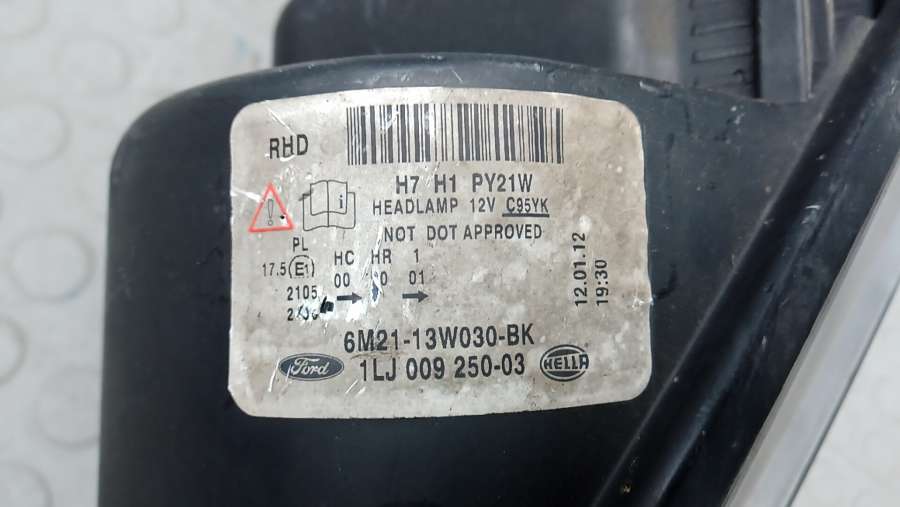 RHD
H7 H1 PY21W
HEADLAMP 12V C95YK
NOT DOT APPROVED
PL HC HR 1
17.5 E1 00 01
2105
12.01.12
19:30
6M21-13W030-BK
Ford 1LJ 009 250-03 HELLA